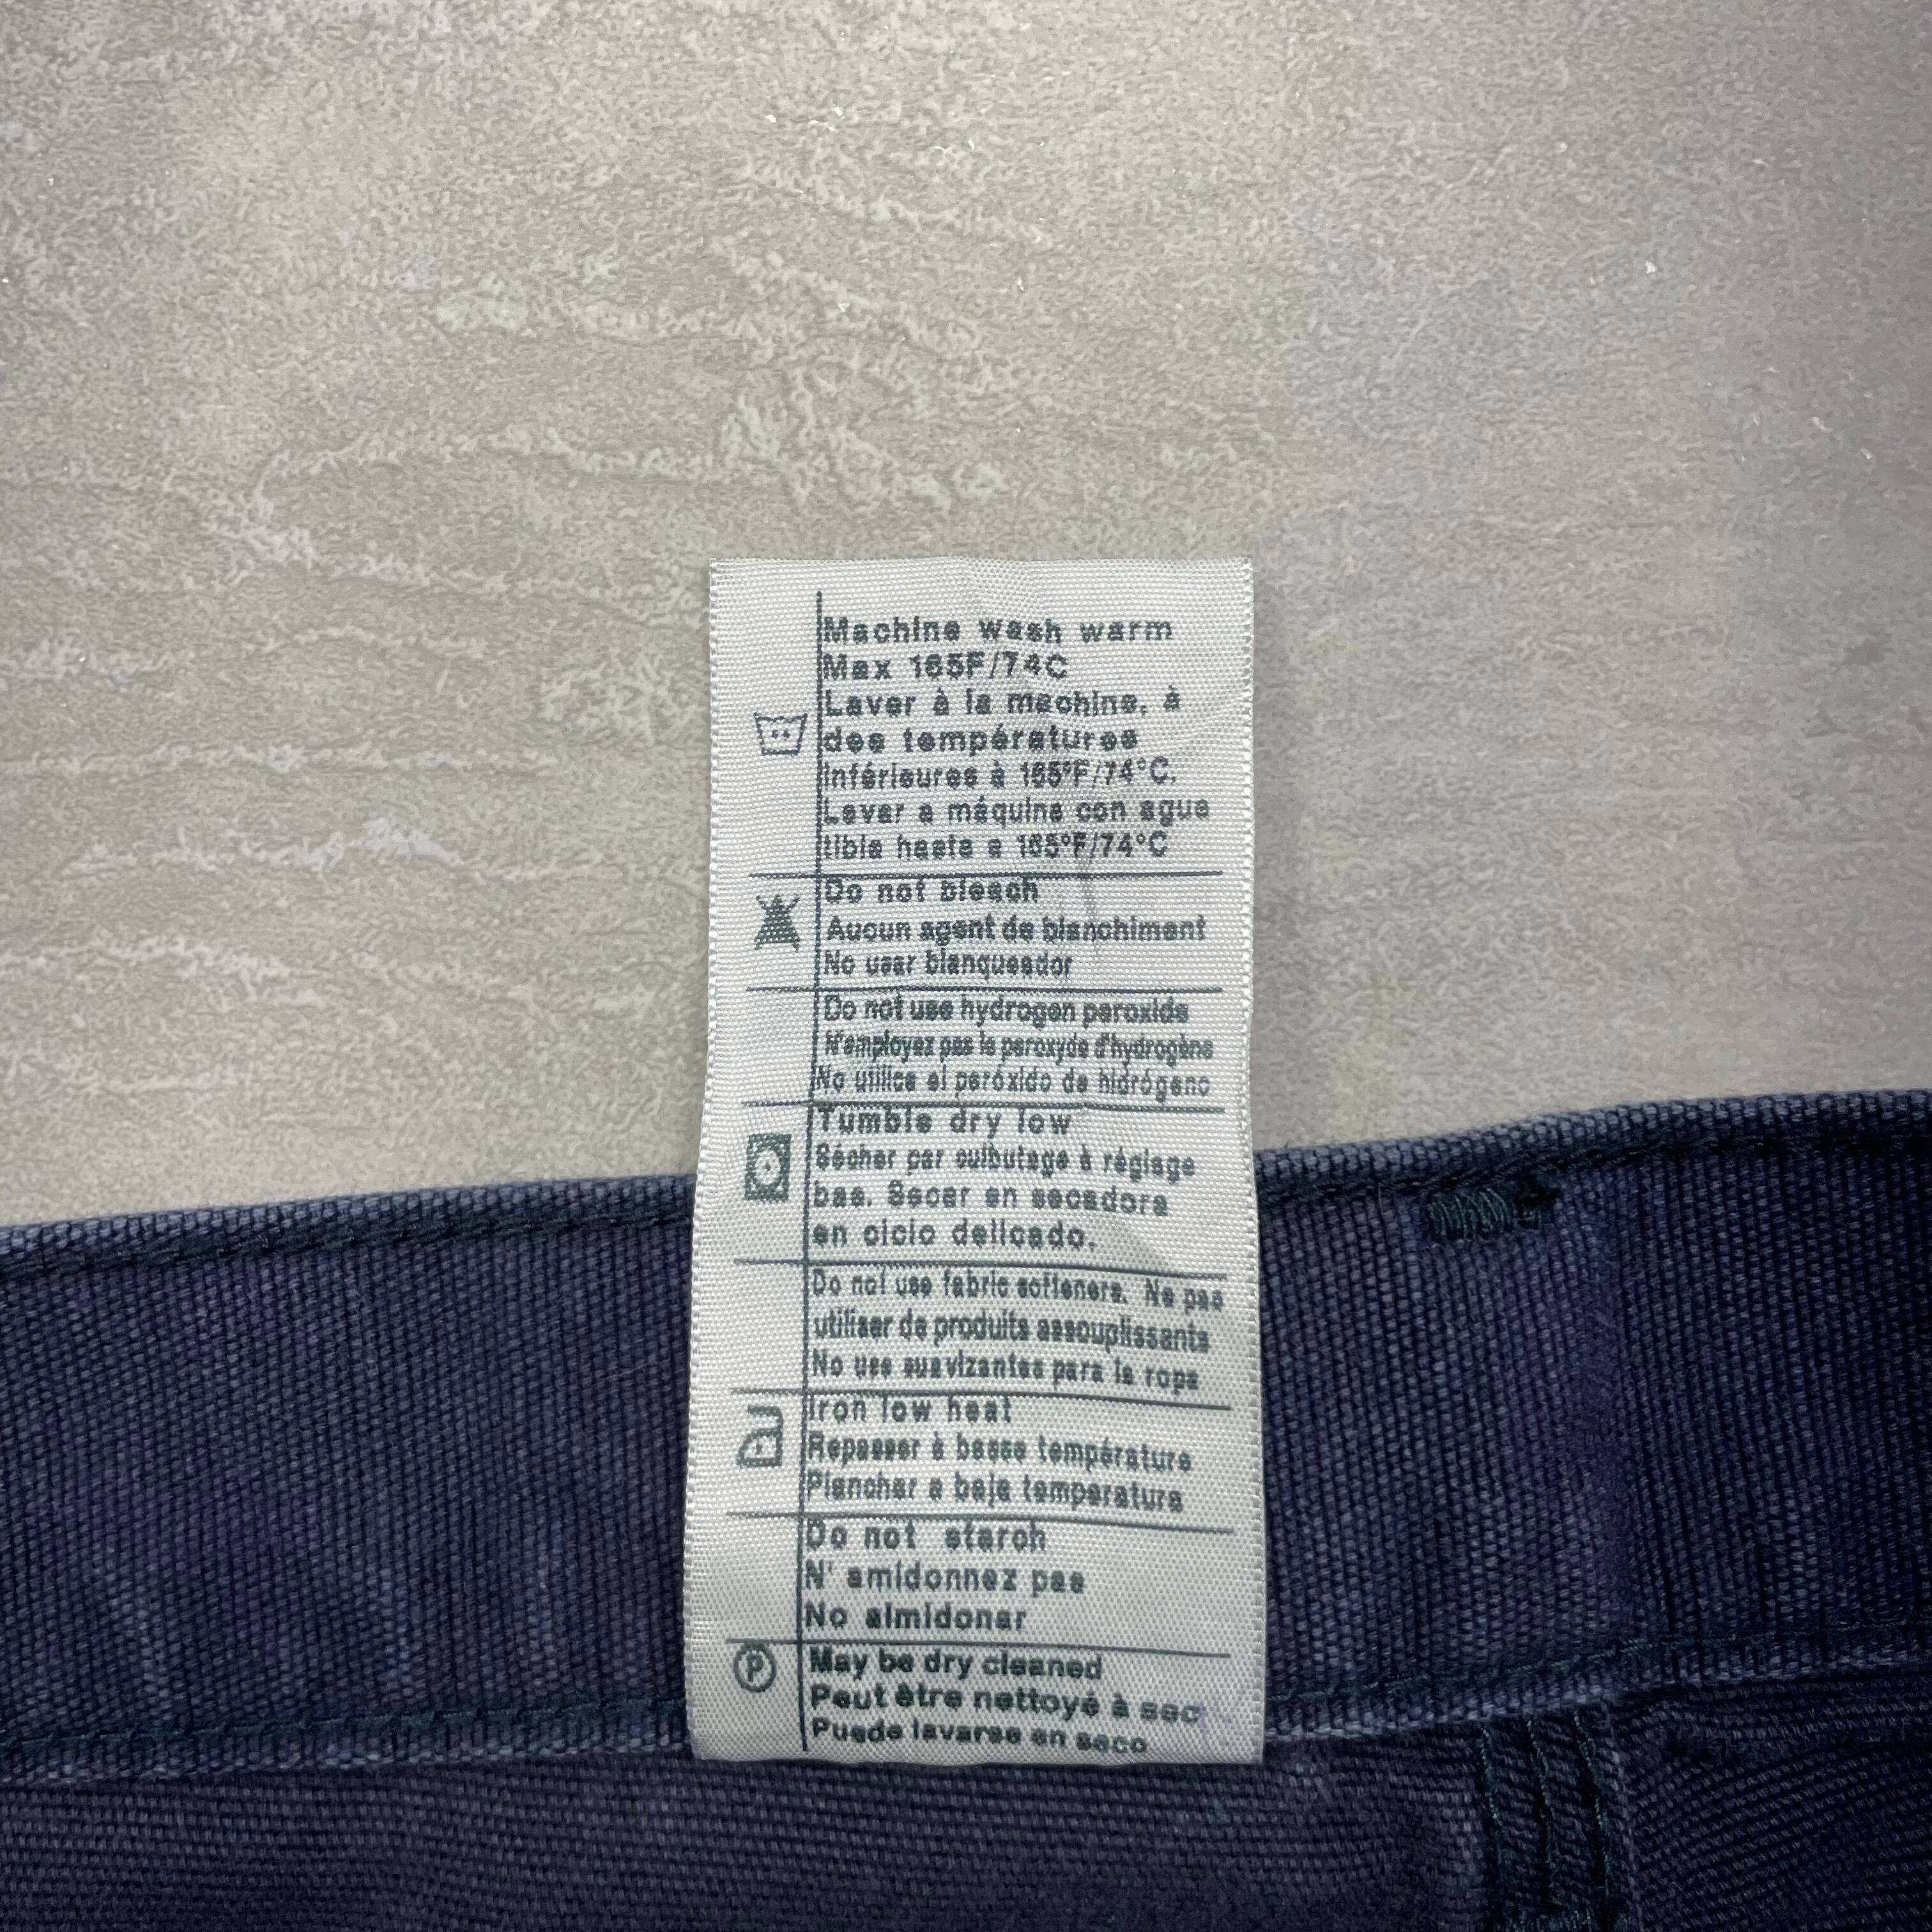 Machine wash warm
Max 165F/74C
Laver à la machine, à
des températures
inférieures à 165°F/74°C.
Lavar a máquina con agua
tibia hasta a 165°F/74°C
Do not bleach
Aucun agent de blanchiment
No usar blanqueador
Do not use hydrogen peroxide
N'employez pas le peroxyde d'hydrogène
No utilice el peróxido de hidrógeno
Tumble dry low
Sécher par culbutage à réglage
bas. Secar en secadora
en ciclo delicado.
Do not use fabric softeners. Ne pas
utiliser de produits assouplissants
No use suavizantes para la ropa
Iron low heat
Repasser à basse température
Planchar a baja temperatura
Do not starch
N' amidonnez pas
No almidonar
P
May be dry cleaned
Peut être nettoyé à sec
Puede lavarse en seco